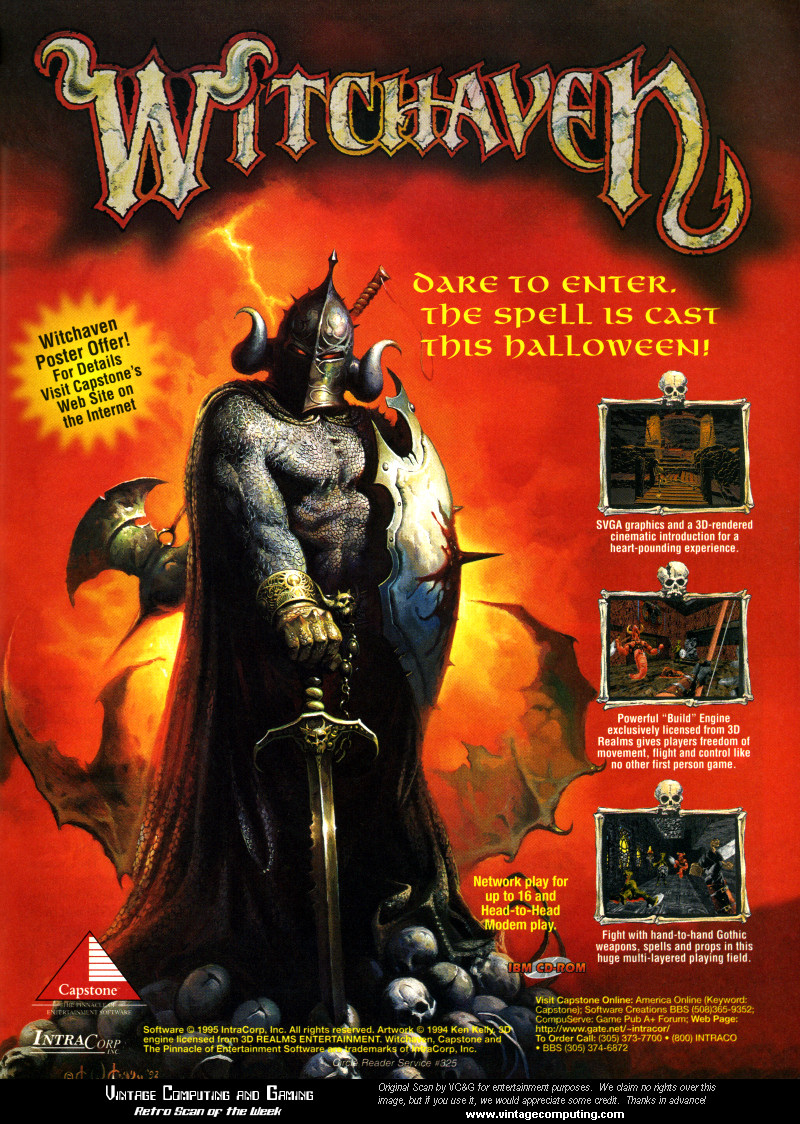 WITCHAVEN
DARE TO ENTER.
THE SPELL IS CAST
THIS HALLOWEEN!
Witchaven
Poster Offer!
For Details
Visit Capstone's
Web Site on
the Internet
SVGA graphics and a 3D-rendered
cinematic introduction for a
heart-pounding experience.
Powerful "Build" Engine
exclusively licensed from 3D
Realms gives players freedom of
movement, flight and control like
no other first person game.
Fight with hand-to-hand Gothic
weapons, spells and props in this
huge multi-layered playing field.
Network play for
up to 16 and
Head-to-Head
Modem play.
IBM CD-ROM
Capstone
THE PINNACLE OF
ENTERTAINMENT SOFTWARE
INTRACORP
INC
Software © 1995 IntraCorp, Inc. All rights reserved. Artwork © 1994 Ken Kelly, 3D
engine licensed from 3D REALMS ENTERTAINMENT. Witchaven, Capstone and
The Pinnacle of Entertainment Software are trademarks of IntraCorp, Inc.
Circle Reader Service #325
Visit Capstone Online: America Online (Keyword:
Capstone); Software Creations BBS (508)365-9352;
CompuServe: Game Pub A+ Forum; Web Page:
http://www.gate.net/~intracor/
To Order Call: (305) 373-7700 • (800) INTRACO
• BBS (305) 374-6872
VINTAGE COMPUTING AND GAMING
Retro Scan of the Week
Original Scan by VC&G for entertainment purposes. We claim no rights over this
image, but if you use it, we would appreciate some credit. Thanks in advance!
www.vintagecomputing.com